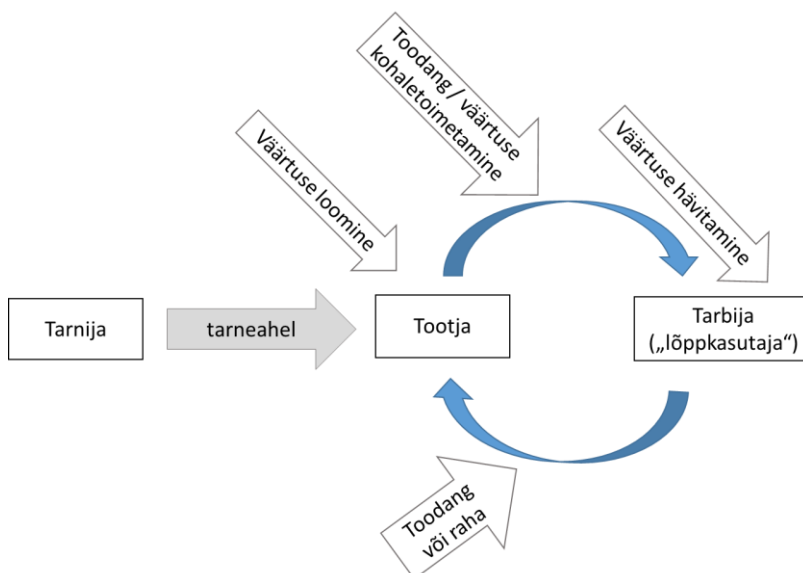 Toodang / väärtuse
kohaletoimetamine
Väärtuse loomine
Väärtuse hävitamine
Tarnija
tarneahel
Tootja
Tarbija
(„lõppkasutaja“)
Toodang
või raha